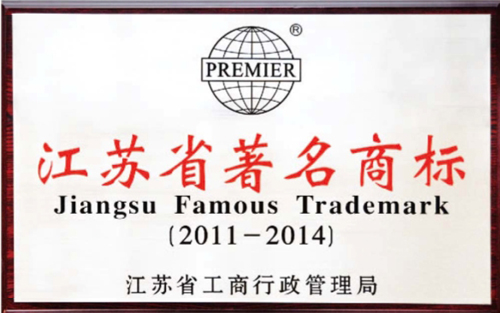 ®
PREMIER
江苏省著名商标
Jiangsu Famous Trademark
(2011-2014)
江苏省工商行政管理局